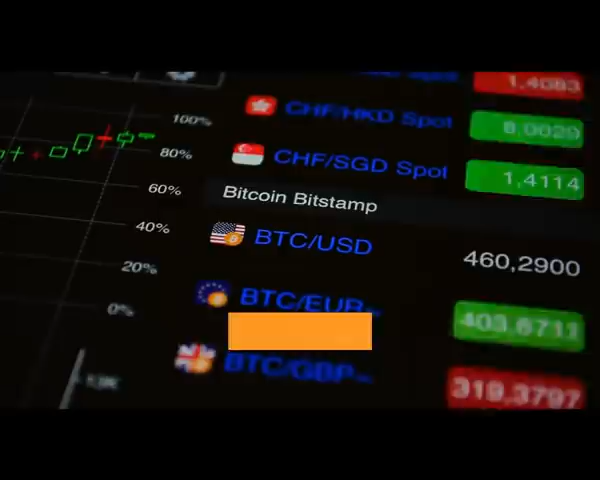 1,4083
100%
CHF/HKD Spot 8,0029
80%
CHF/SGD Spot 1,4114
60%
Bitcoin Bitstamp
40%
BTC/USD 460,2900
20%
BTC/EUR~ 403,6711
0%
BTC/GBP~ 319,3797